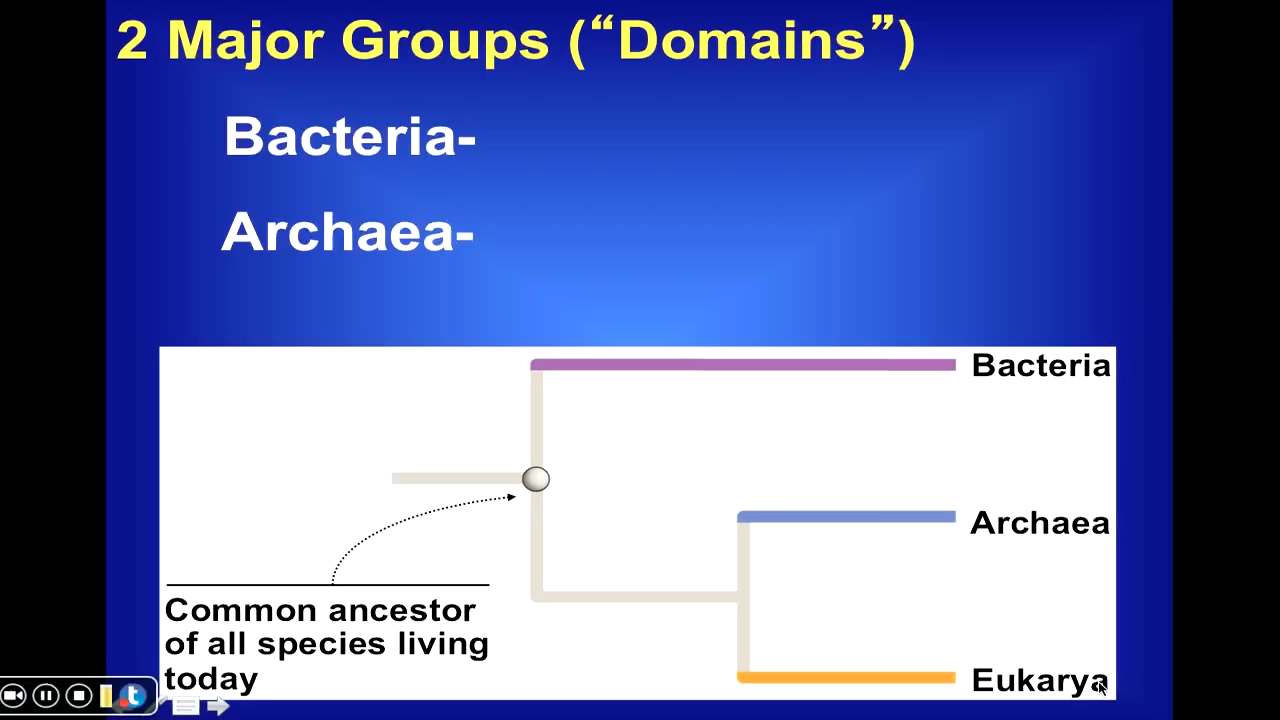 2 Major Groups (“Domains”)
Bacteria-
Archaea-
Bacteria
Archaea
Common ancestor
of all species living
today
Eukarya
t